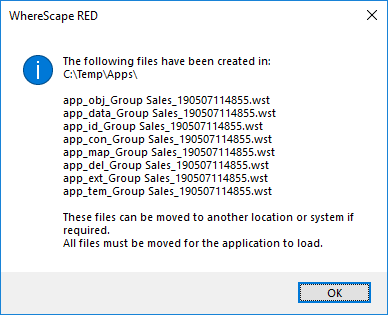 WhereScape RED
The following files have been created in:
C:\Temp\Apps\
app_obj_Group Sales_190507114855.wst
app_data_Group Sales_190507114855.wst
app_id_Group Sales_190507114855.wst
app_con_Group Sales_190507114855.wst
app_map_Group Sales_190507114855.wst
app_del_Group Sales_190507114855.wst
app_ext_Group Sales_190507114855.wst
app_tem_Group Sales_190507114855.wst
These files can be moved to another location or system if
required.
All files must be moved for the application to load.
OK